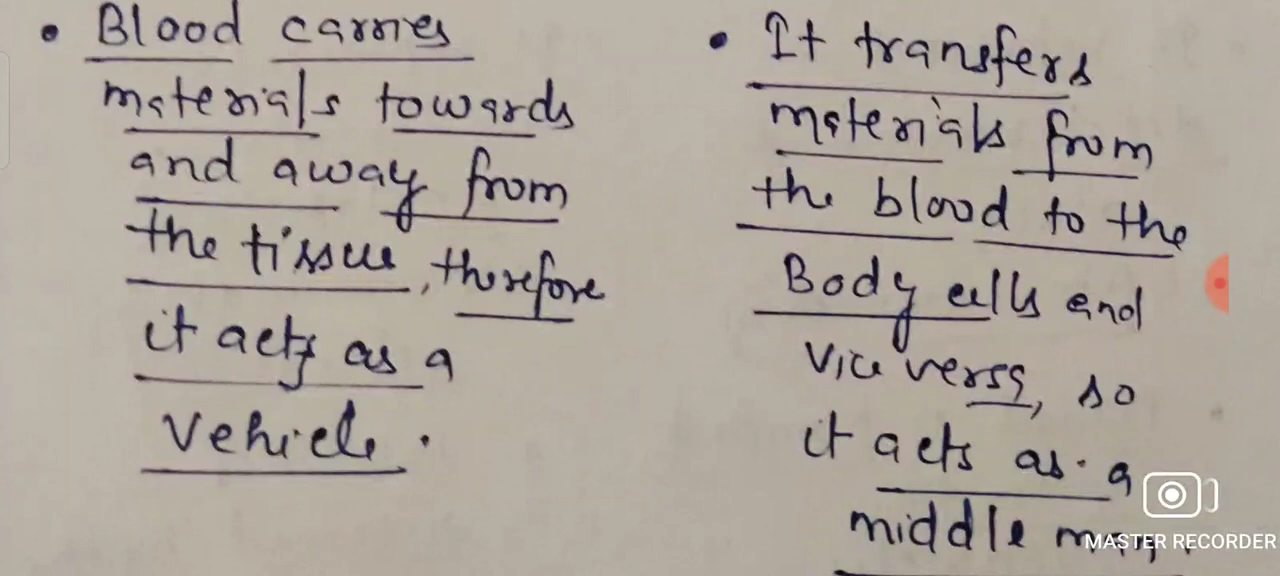 • Blood carries
materials towards
and away from
the tissue, therefore
it acts as a
vehicle.
• It transfers
materials from
the blood to the
Body cells and
vice versa, so
it acts as a
middle man.
MASTER RECORDER